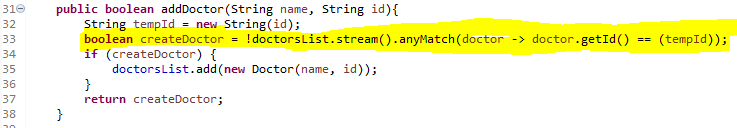 31 public boolean addDoctor(String name, String id){
32 String tempId = new String(id);
33 boolean createDoctor = !doctorsList.stream().anyMatch(doctor -> doctor.getId() == (tempId));
34 if (createDoctor) {
35 doctorsList.add(new Doctor(name, id));
36 }
37 return createDoctor;
38 }